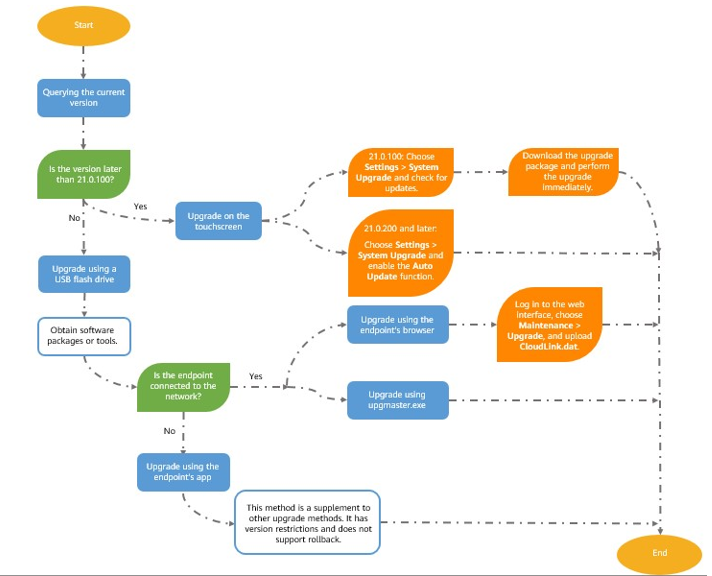 Start
Querying the current
version
Is the version later
than 21.0.100?
Yes
No
Upgrade on the
touchscreen
21.0.100: Choose
Settings > System
Upgrade and check for
updates.
Download the upgrade
package and perform
the upgrade
immediately.
21.0.200 and later:
Choose Settings >
System Upgrade and
enable the Auto
Update function.
Upgrade using a
USB flash drive
Obtain software
packages or tools.
Is the endpoint
connected to the
network?
Yes
No
Upgrade using the
endpoint's browser
Log in to the web
interface, choose
Maintenance >
Upgrade, and upload
CloudLink.dat.
Upgrade using
upgmaster.exe
Upgrade using the
endpoint's app
This method is a supplement to
other upgrade methods. It has
version restrictions and does not
support rollback.
End